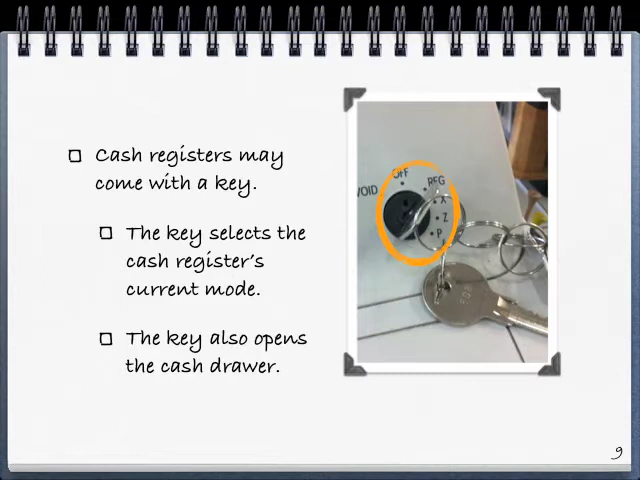 Cash registers may
come with a key.
The key selects the
cash register's
current mode.
The key also opens
the cash drawer.
VOID
OFF
REG
X
Z
P
9